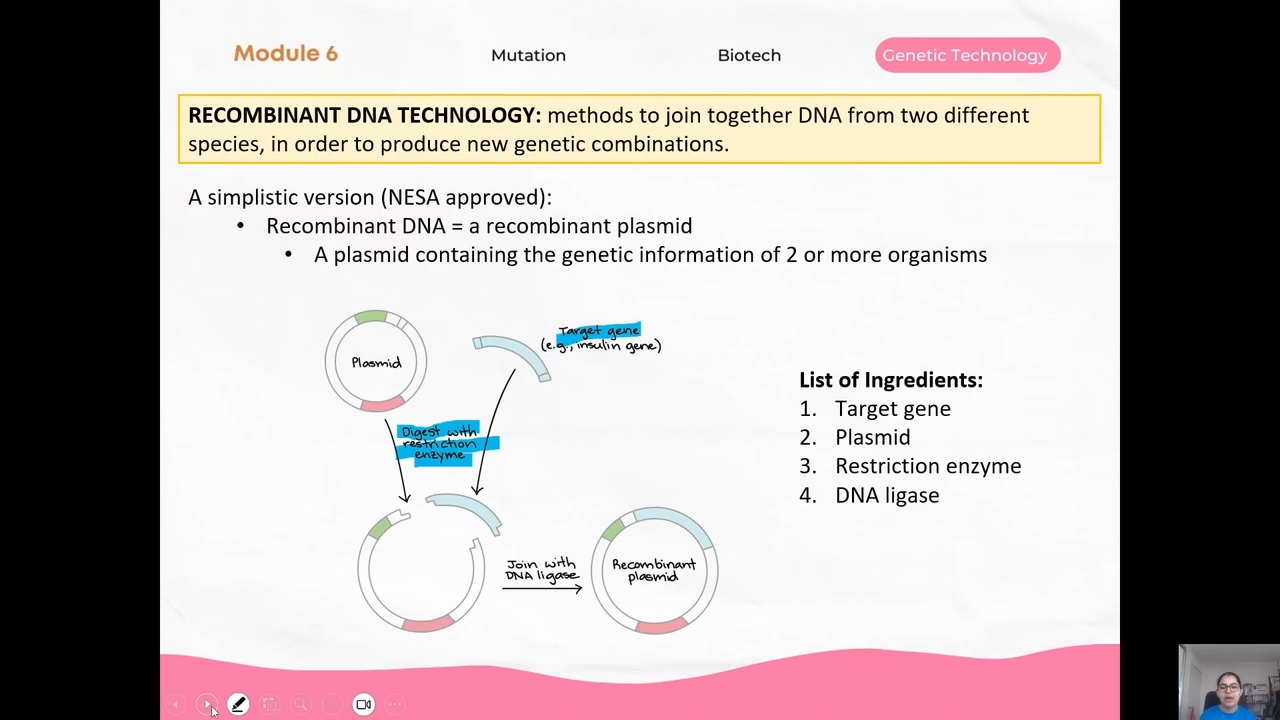 Module 6 Mutation Biotech Genetic Technology
RECOMBINANT DNA TECHNOLOGY: methods to join together DNA from two different
species, in order to produce new genetic combinations.
A simplistic version (NESA approved):
• Recombinant DNA = a recombinant plasmid
• A plasmid containing the genetic information of 2 or more organisms
Plasmid
Target gene
(e.g., insulin gene)
Digest with
restriction
enzyme
Join with
DNA ligase
Recombinant
plasmid
List of Ingredients:
1. Target gene
2. Plasmid
3. Restriction enzyme
4. DNA ligase